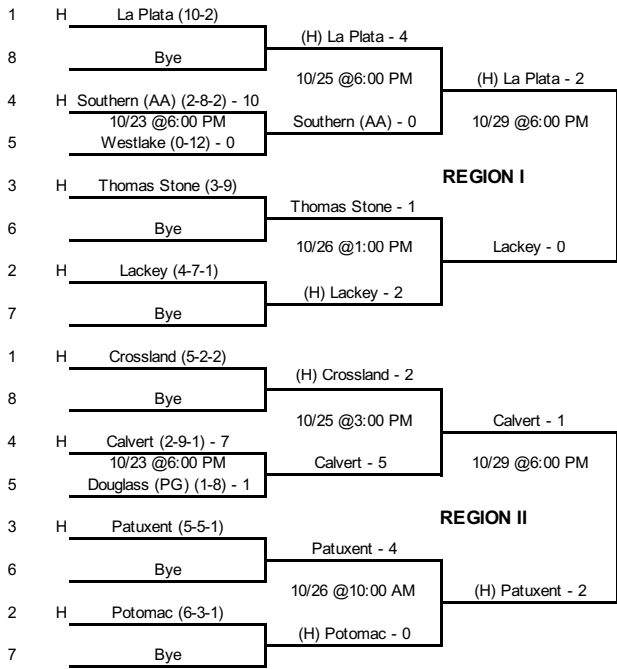 1 H La Plata (10-2)
(H) La Plata - 4
8 Bye
10/25 @6:00 PM
(H) La Plata - 2
4 H Southern (AA) (2-8-2) - 10
10/23 @6:00 PM
Southern (AA) - 0
10/29 @6:00 PM
5 Westlake (0-12) - 0
REGION I
3 H Thomas Stone (3-9)
Thomas Stone - 1
6 Bye
10/26 @1:00 PM
Lackey - 0
2 H Lackey (4-7-1)
(H) Lackey - 2
7 Bye
1 H Crossland (5-2-2)
(H) Crossland - 2
8 Bye
10/25 @3:00 PM
Calvert - 1
4 H Calvert (2-9-1) - 7
10/23 @6:00 PM
Calvert - 5
10/29 @6:00 PM
5 Douglass (PG) (1-8) - 1
REGION II
3 H Patuxent (5-5-1)
Patuxent - 4
6 Bye
10/26 @10:00 AM
(H) Patuxent - 2
2 H Potomac (6-3-1)
(H) Potomac - 0
7 Bye